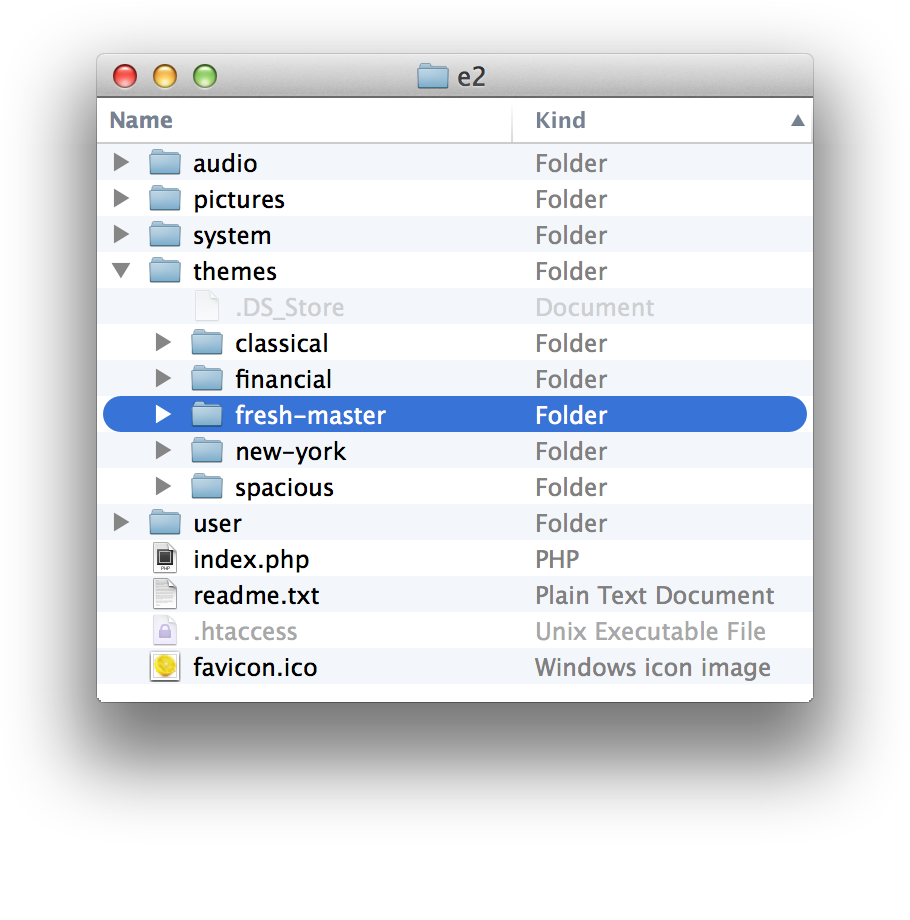 e2
Name Kind
audio Folder
pictures Folder
system Folder
themes Folder
.DS_Store Document
classical Folder
financial Folder
fresh-master Folder
new-york Folder
spacious Folder
user Folder
PHP index.php PHP
readme.txt Plain Text Document
.htaccess Unix Executable File
favicon.ico Windows icon image